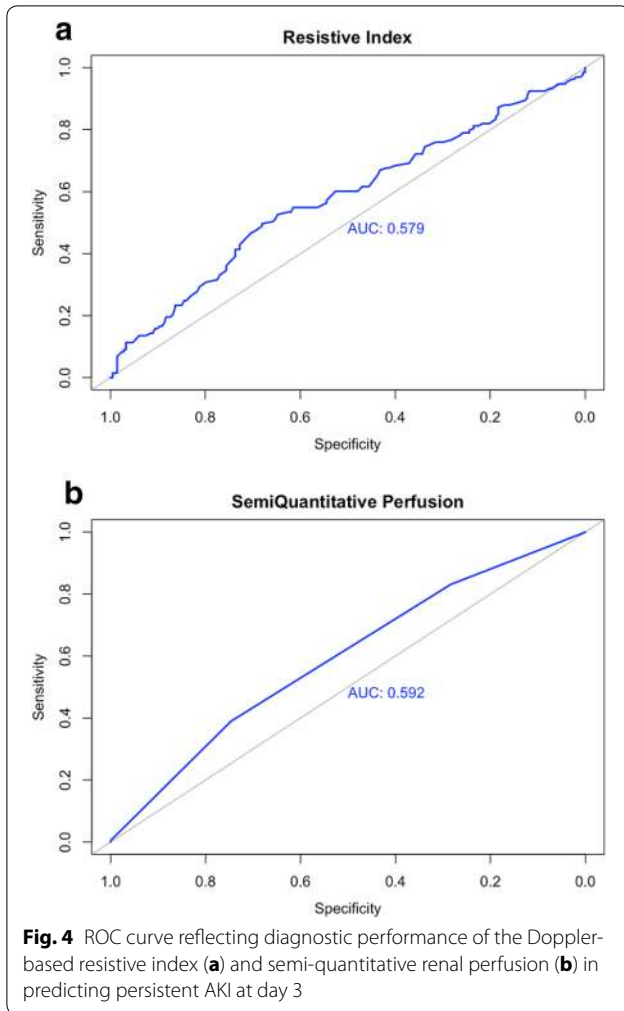 a
Resistive Index
1.0
0.8
0.6
0.4
0.2
0.0
Sensitivity
AUC: 0.579
1.0 0.8 0.6 0.4 0.2 0.0
Specificity
b
SemiQuantitative Perfusion
1.0
0.8
0.6
0.4
0.2
0.0
Sensitivity
AUC: 0.592
1.0 0.8 0.6 0.4 0.2 0.0
Specificity
Fig. 4 ROC curve reflecting diagnostic performance of the Doppler-
based resistive index (a) and semi-quantitative renal perfusion (b) in
predicting persistent AKI at day 3